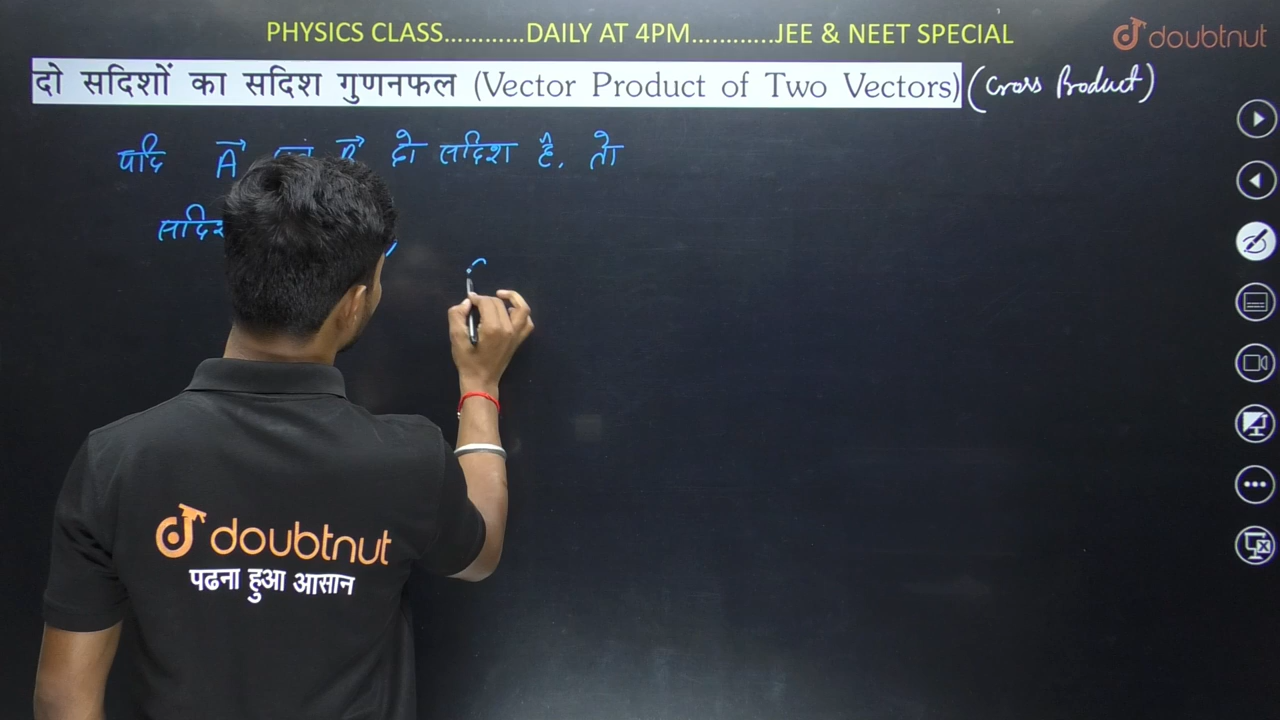 PHYSICS CLASS............DAILY AT 4PM............JEE & NEET SPECIAL
doubtnut
दो सदिशों का सदिश गुणनफल (Vector Product of Two Vectors) (Cross Product)
यदि A⃗ दो सदिश है, तो
doubtnut
पढना हुआ आसान